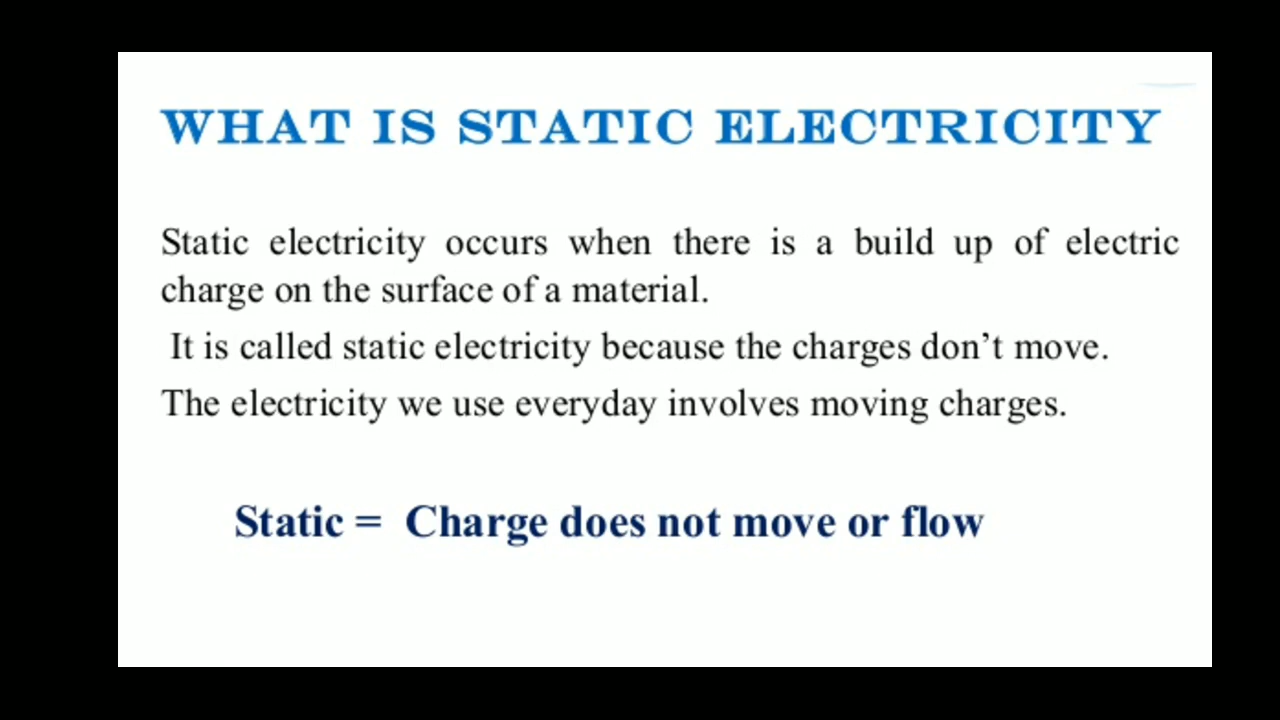 WHAT IS STATIC ELECTRICITY
Static electricity occurs when there is a build up of electric
charge on the surface of a material.
It is called static electricity because the charges don’t move.
The electricity we use everyday involves moving charges.
Static = Charge does not move or flow